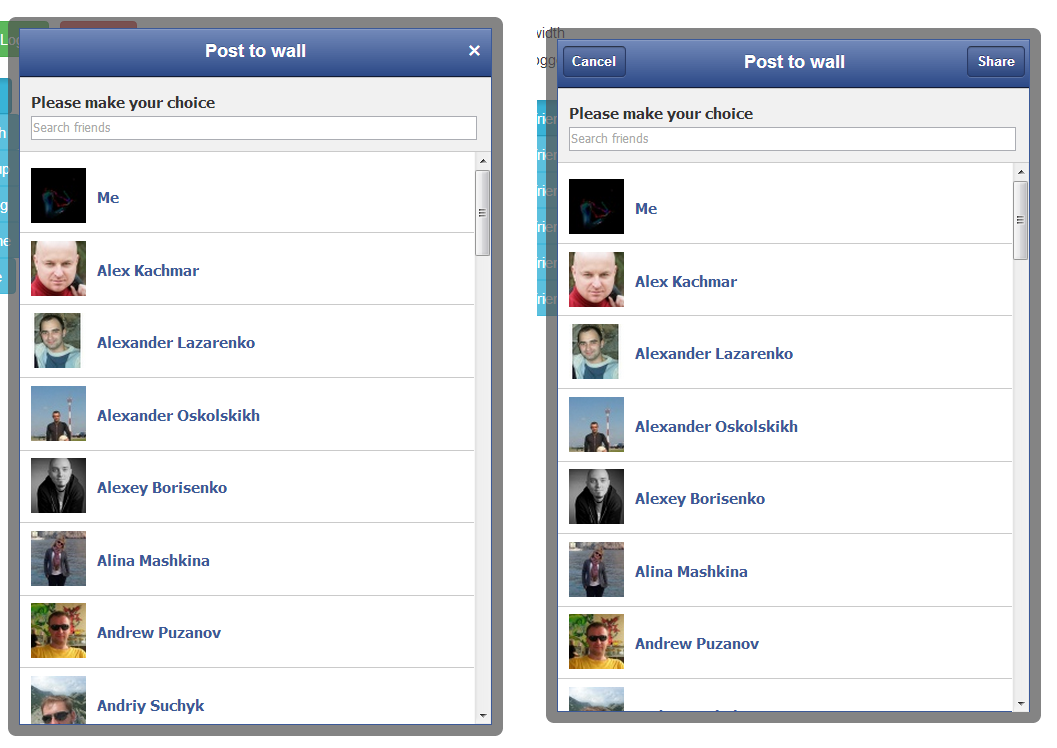 Post to wall ×
Please make your choice
Search friends
Me
Alex Kachmar
Alexander Lazarenko
Alexander Oskolskikh
Alexey Borisenko
Alina Mashkina
Andrew Puzanov
Andriy Suchyk
Cancel Post to wall Share
Please make your choice
Search friends
Me
Alex Kachmar
Alexander Lazarenko
Alexander Oskolskikh
Alexey Borisenko
Alina Mashkina
Andrew Puzanov